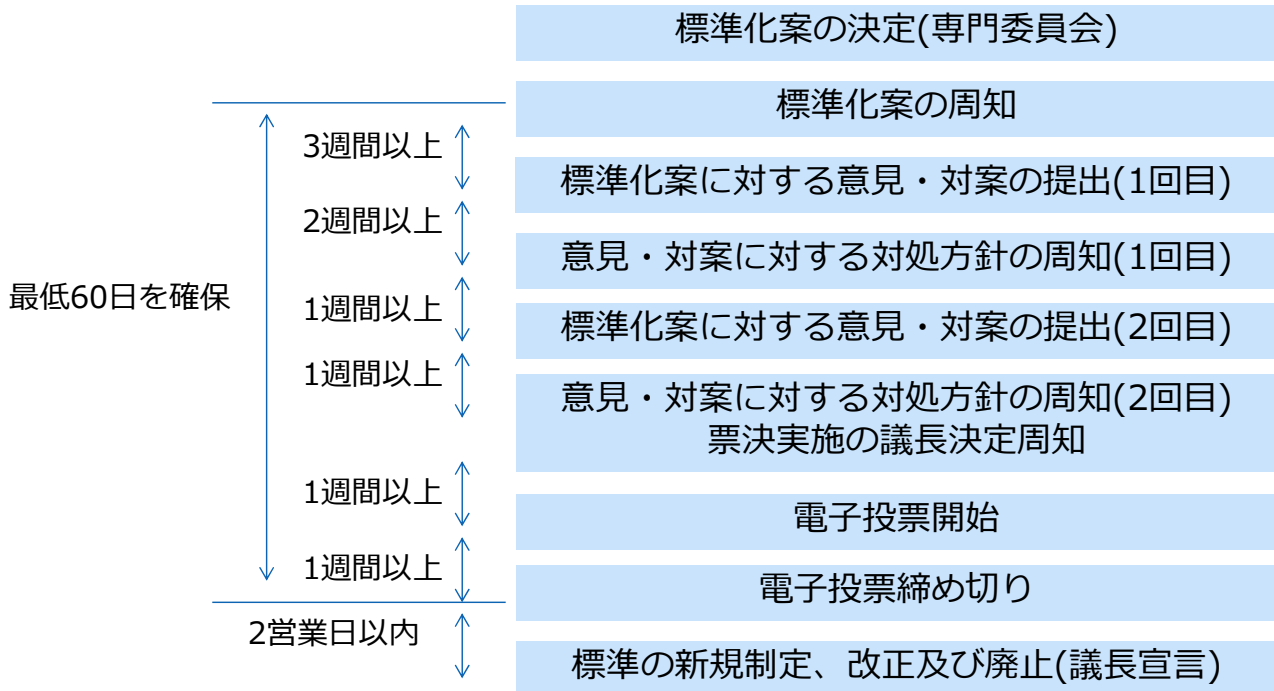 標準化案の決定(専門委員会)
標準化案の周知
3週間以上
標準化案に対する意見・対案の提出(1回目)
2週間以上
意見・対案に対する対処方針の周知(1回目)
最低60日を確保
1週間以上
標準化案に対する意見・対案の提出(2回目)
1週間以上
意見・対案に対する対処方針の周知(2回目)
票決実施の議長決定周知
1週間以上
電子投票開始
1週間以上
電子投票締め切り
2営業日以内
標準の新規制定、改正及び廃止(議長宣言)